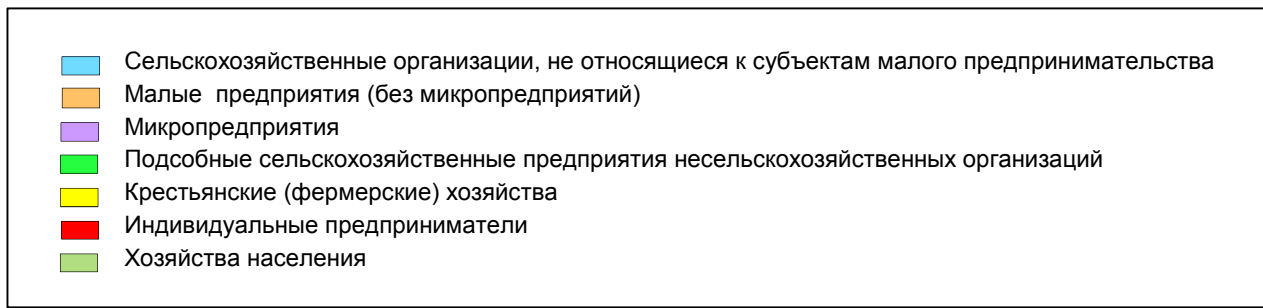 Сельскохозяйственные организации, не относящиеся к субъектам малого предпринимательства
Малые предприятия (без микропредприятий)
Микропредприятия
Подсобные сельскохозяйственные предприятия несельскохозяйственных организаций
Крестьянские (фермерские) хозяйства
Индивидуальные предприниматели
Хозяйства населения